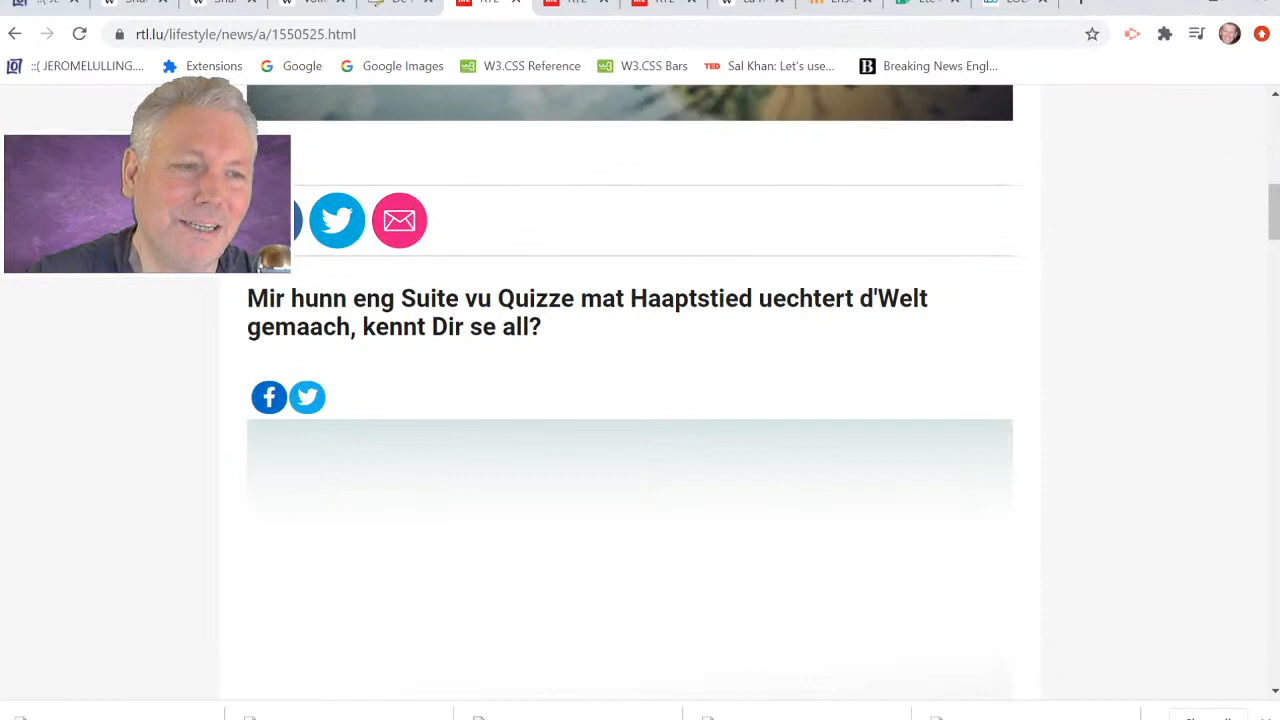 rtl.lu/lifestyle/news/a/1550525.html
::( JEROMELULLING.... Extensions Google Google Images W3.CSS Reference W3.CSS Bars TED Sal Khan: Let's use... B Breaking News Engl...
Mir hunn eng Suite vu Quizze mat Haaptstied uechtert d'Welt
gemaach, kennt Dir se all?